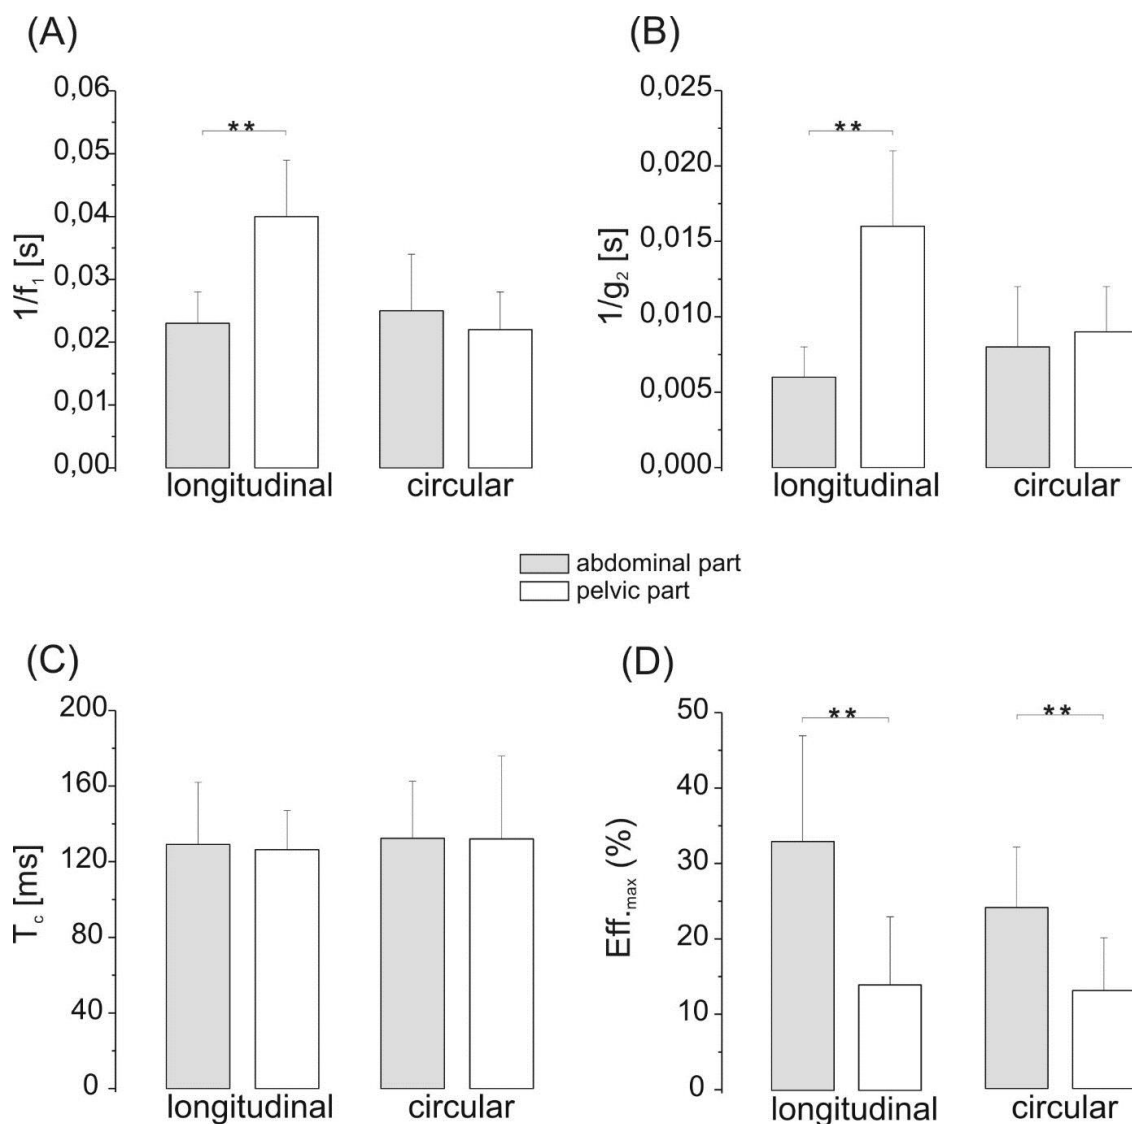 (A)
0,06
**
0,05
0,04
0,03
0,02
0,01
0,00
1/f₁ [s]
longitudinal circular
(B)
0,025
**
0,020
0,015
0,010
0,005
0,000
1/g₂ [s]
longitudinal circular
abdominal part
pelvic part
(C)
200
160
120
80
40
0
T_c [ms]
longitudinal circular
(D)
50
** **
40
30
20
10
0
Eff._max (%)
longitudinal circular